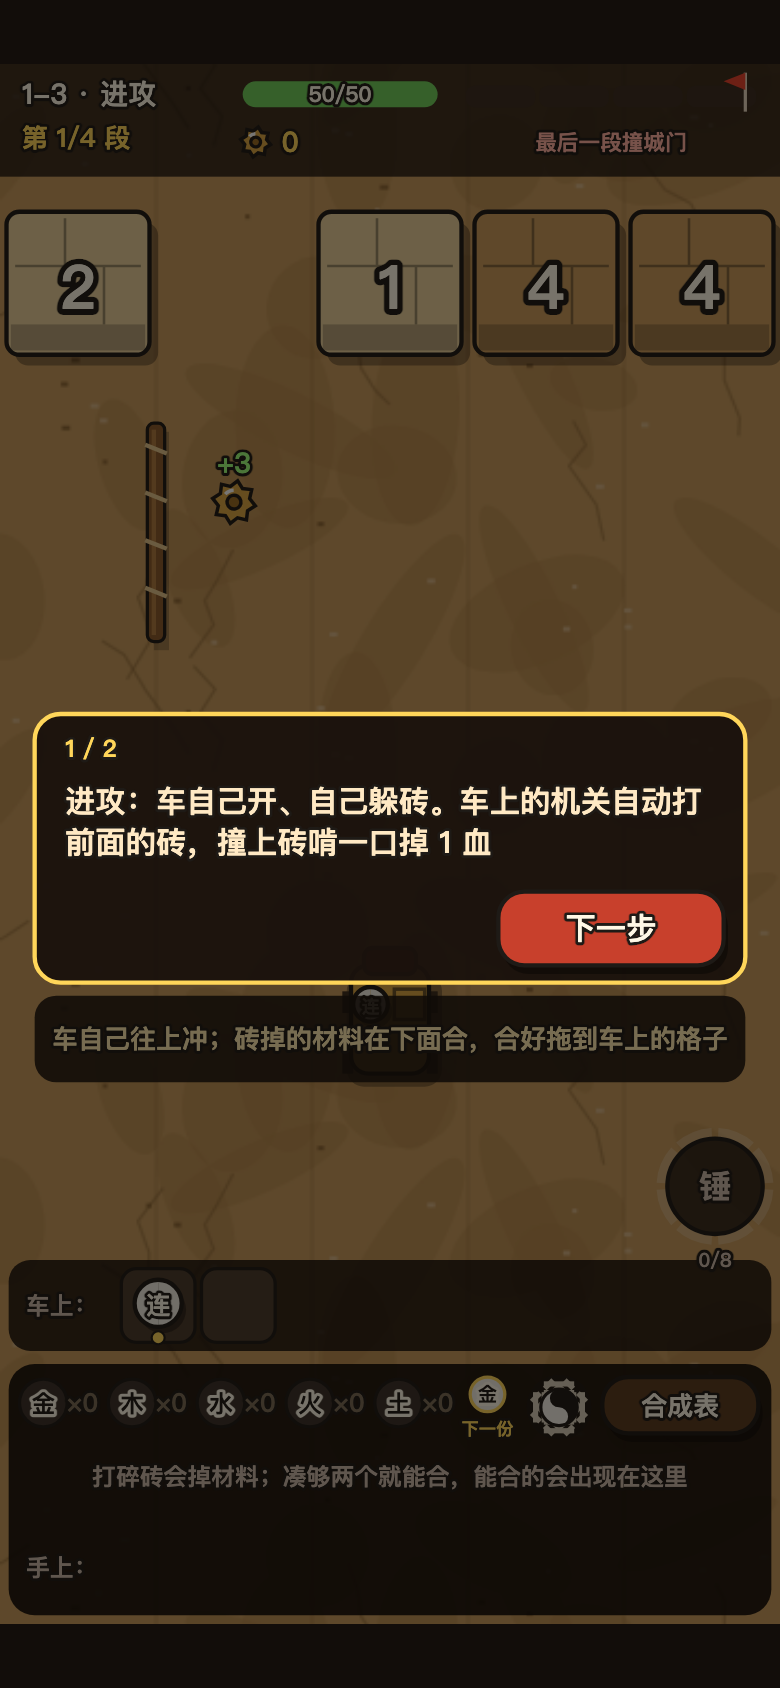 1–3 · 进攻
50/50
第 1/4 段
0
最后一段撞城门
2
1
4
4
+3
1 / 2
进攻：车自己开、自己躲砖。车上的机关自动打
前面的砖，撞上砖啃一口掉 1 血
下一步
连
车自己往上冲；砖掉的材料在下面合，合好拖到车上的格子
锤
0/8
车上：
连
金×0 木×0 水×0 火×0 土×0
金
下一份
合成表
打碎砖会掉材料；凑够两个就能合，能合的会出现在这里
手上：